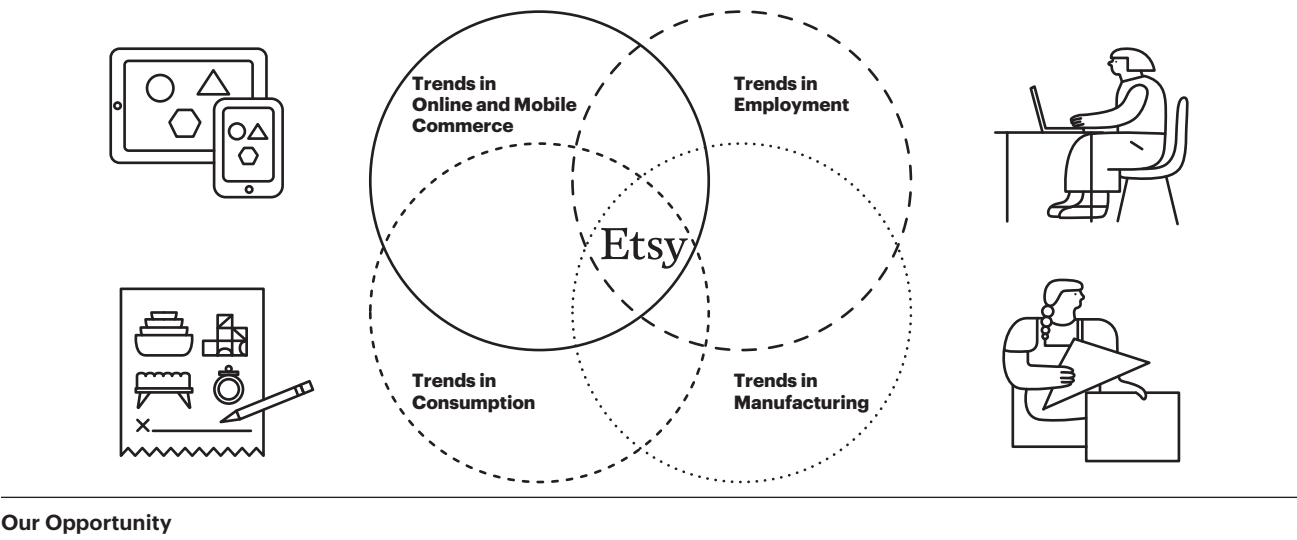 Trends in
Online and Mobile
Commerce
Trends in
Employment
Etsy
Trends in
Consumption
Trends in
Manufacturing
Our Opportunity